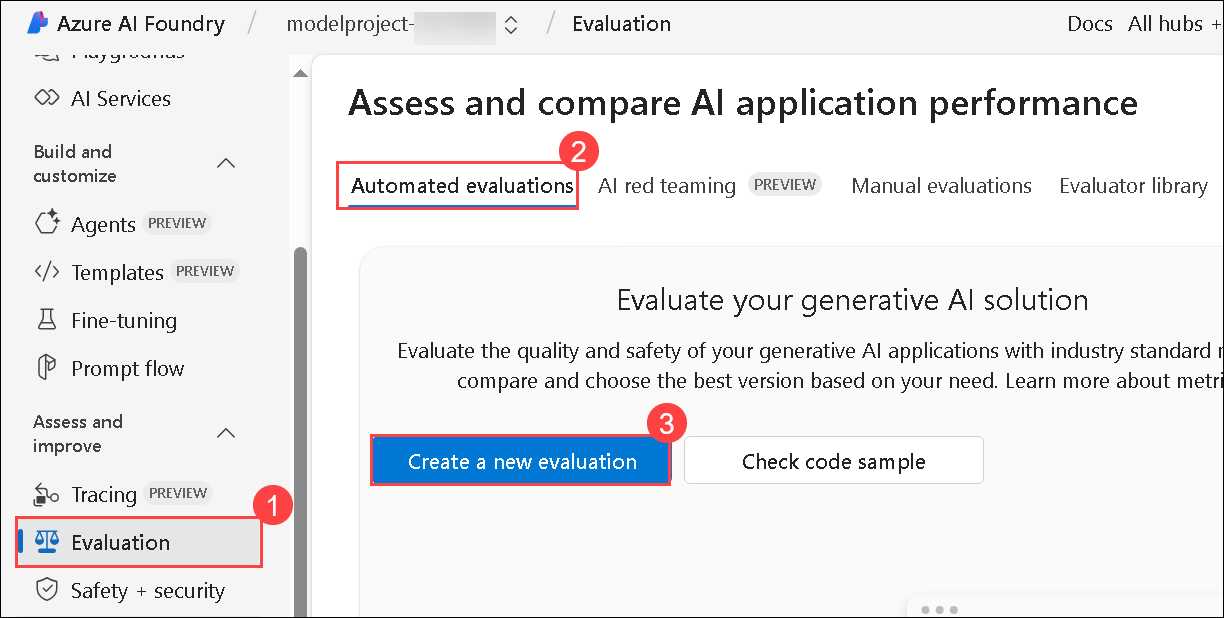 Azure AI Foundry / modelproject- / Evaluation Docs All hubs +
Playgrounds
AI Services
Build and
customize
Agents PREVIEW
Templates PREVIEW
Fine-tuning
Prompt flow
Assess and
improve
Tracing PREVIEW
1
Evaluation
Safety + security
Assess and compare AI application performance
2
Automated evaluations AI red teaming PREVIEW Manual evaluations Evaluator library
Evaluate your generative AI solution
Evaluate the quality and safety of your generative AI applications with industry standard
compare and choose the best version based on your need. Learn more about metri
3
Create a new evaluation Check code sample